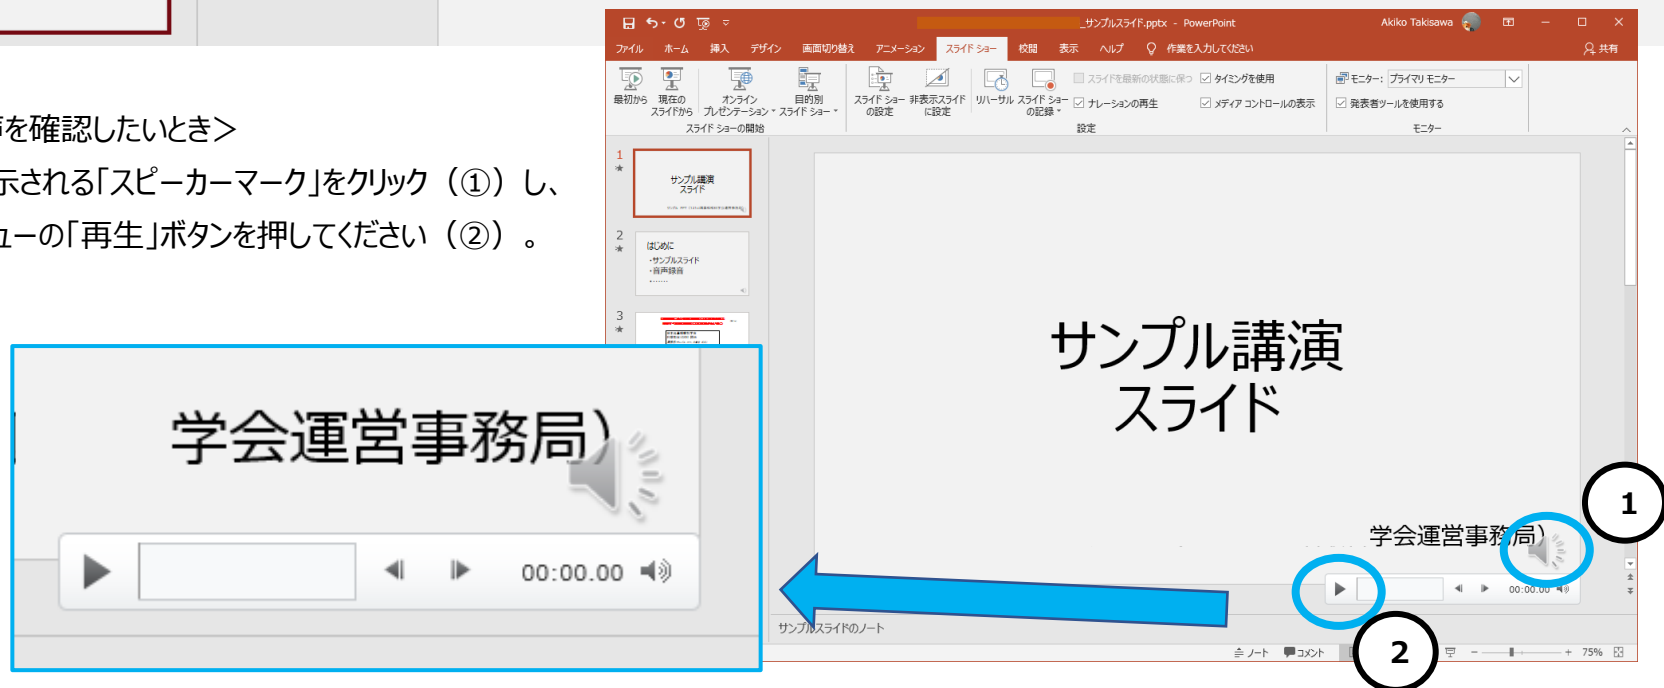 声を確認したいとき＞
示される「スピーカーマーク」をクリック（①）し、
ューの「再生」ボタンを押してください（②）。
_サンプルスライド.pptx - PowerPoint
Akiko Takisawa
ファイル ホーム 挿入 デザイン 画面切り替え アニメーション スライド ショー 校閲 表示 ヘルプ 作業を入力してください 共有
最初から 現在の スライドから オンライン プレゼンテーション 目的別 スライド ショー スライド ショー の設定 非表示スライド に設定 リハーサル スライド ショー の記録
スライドを最新の状態に保つ タイミングを使用
ナレーションの再生 メディア コントロールの表示
モニター: プライマリ モニター
発表者ツールを使用する
スライド ショーの開始 設定 モニター
1
サンプル講演
スライド
2
はじめに
・サンプルスライド
・音声録音
・……
3
サンプル講演
スライド
学会運営事務局）
00:00.00
1
2
サンプルスライドのノート
ノート コメント 75%
学会運営事務局）
00:00.00